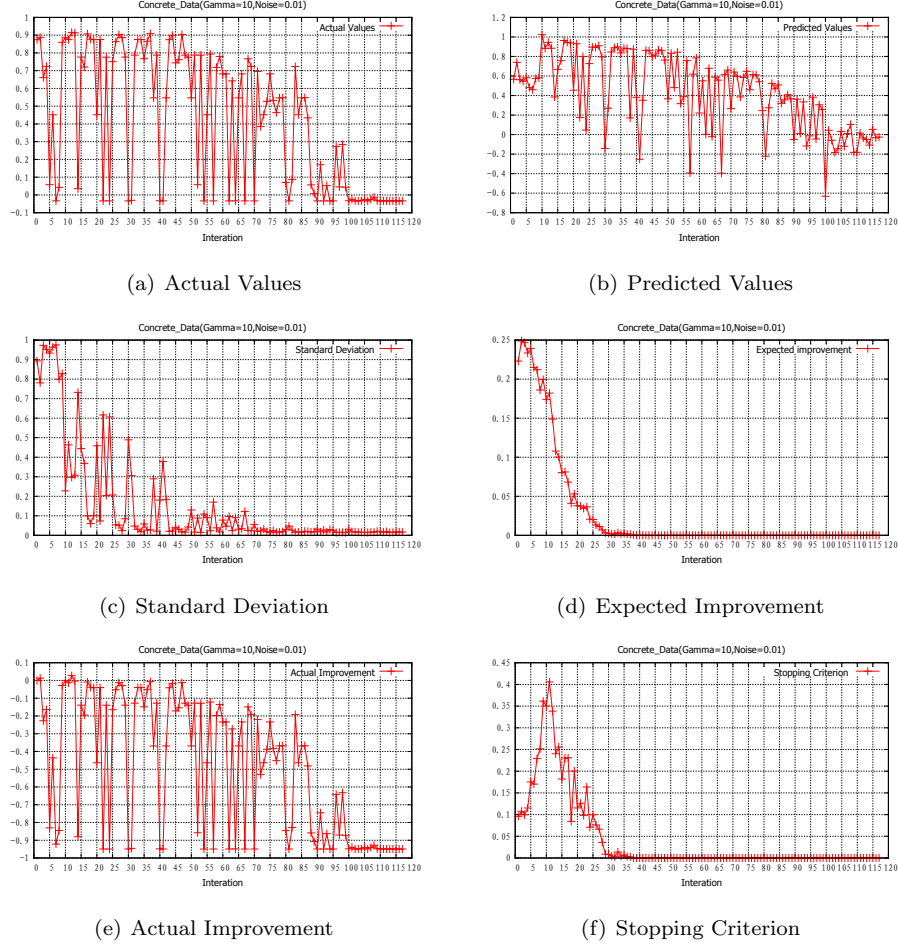 Concrete_Data(Gamma=10,Noise=0.01)
Actual Values
1
0.9
0.8
0.7
0.6
0.5
0.4
0.3
0.2
0.1
0
−0.1
0 5 10 15 20 25 30 35 40 45 50 55 60 65 70 75 80 85 90 95 100 105 110 115 120
Interation
(a) Actual Values
Concrete_Data(Gamma=10,Noise=0.01)
Predicted Values
1.2
1
0.8
0.6
0.4
0.2
0
−0.2
−0.4
−0.6
−0.8
0 5 10 15 20 25 30 35 40 45 50 55 60 65 70 75 80 85 90 95 100 105 110 115 120
Interation
(b) Predicted Values
Concrete_Data(Gamma=10,Noise=0.01)
Standard Deviation
1
0.9
0.8
0.7
0.6
0.5
0.4
0.3
0.2
0.1
0
0 5 10 15 20 25 30 35 40 45 50 55 60 65 70 75 80 85 90 95 100 105 110 115 120
Interation
(c) Standard Deviation
Concrete_Data(Gamma=10,Noise=0.01)
Expected improvement
0.25
0.2
0.15
0.1
0.05
0
0 5 10 15 20 25 30 35 40 45 50 55 60 65 70 75 80 85 90 95 100 105 110 115 120
Interation
(d) Expected Improvement
Concrete_Data(Gamma=10,Noise=0.01)
Actual Improvement
0.1
0
−0.1
−0.2
−0.3
−0.4
−0.5
−0.6
−0.7
−0.8
−0.9
−1
0 5 10 15 20 25 30 35 40 45 50 55 60 65 70 75 80 85 90 95 100 105 110 115 120
Interation
(e) Actual Improvement
Concrete_Data(Gamma=10,Noise=0.01)
Stopping Criterion
0.45
0.4
0.35
0.3
0.25
0.2
0.15
0.1
0.05
0
0 5 10 15 20 25 30 35 40 45 50 55 60 65 70 75 80 85 90 95 100 105 110 115 120
Interation
(f) Stopping Criterion